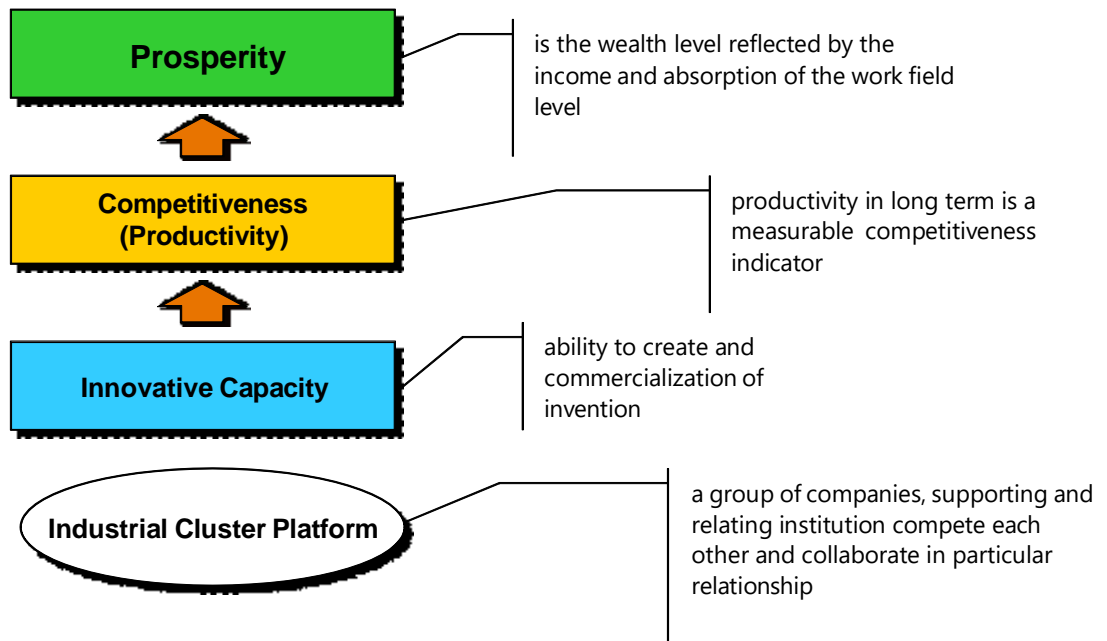 Prosperity
is the wealth level reflected by the
income and absorption of the work field
level
Competitiveness
(Productivity)
productivity in long term is a
measurable competitiveness
indicator
Innovative Capacity
ability to create and
commercialization of
invention
Industrial Cluster Platform
a group of companies, supporting and
relating institution compete each
other and collaborate in particular
relationship